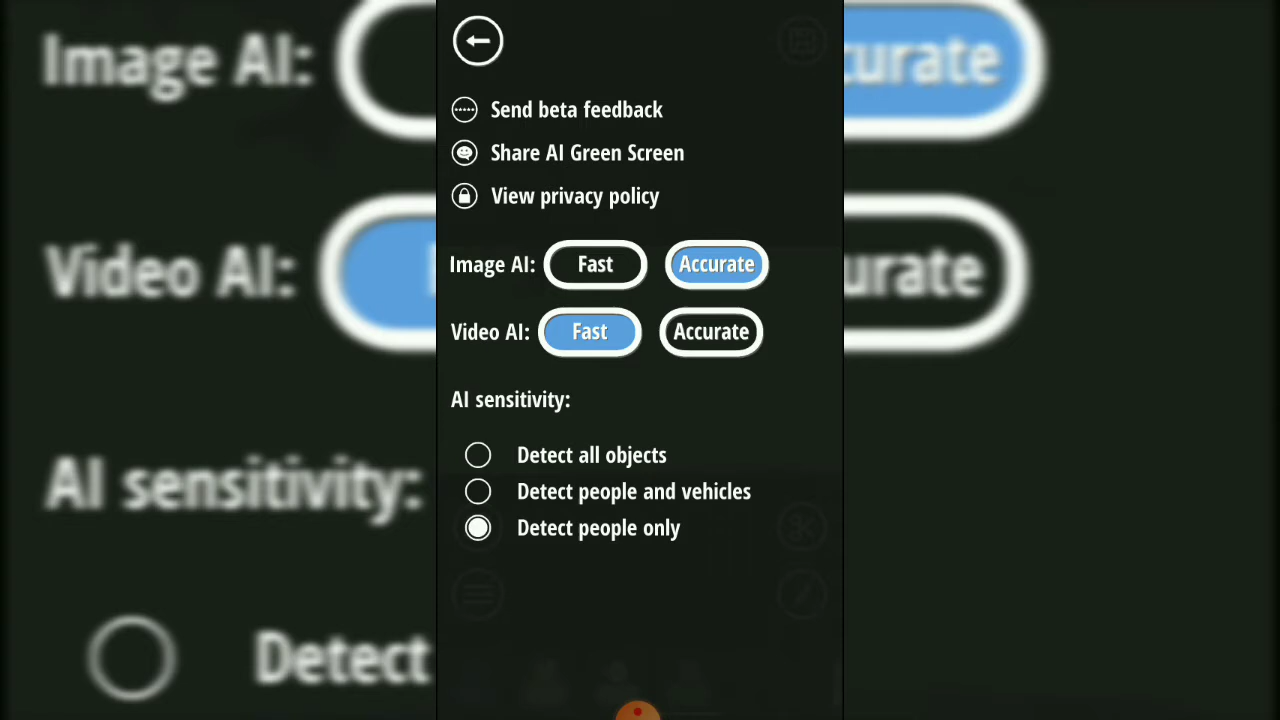 Send beta feedback
Share AI Green Screen
View privacy policy
Image AI: Fast Accurate
Video AI: Fast Accurate
AI sensitivity:
Detect all objects
Detect people and vehicles
Detect people only